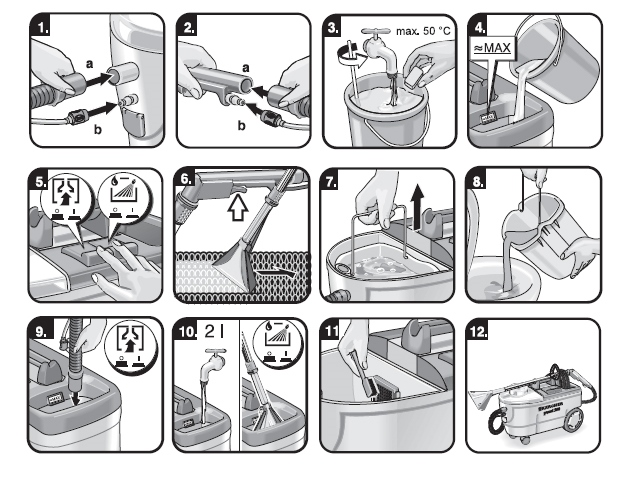 1.
a
b
2.
a
b
3.
max. 50 °C
4.
≈MAX
5.
6.
7.
8.
9.
10.
2 l
11
12.